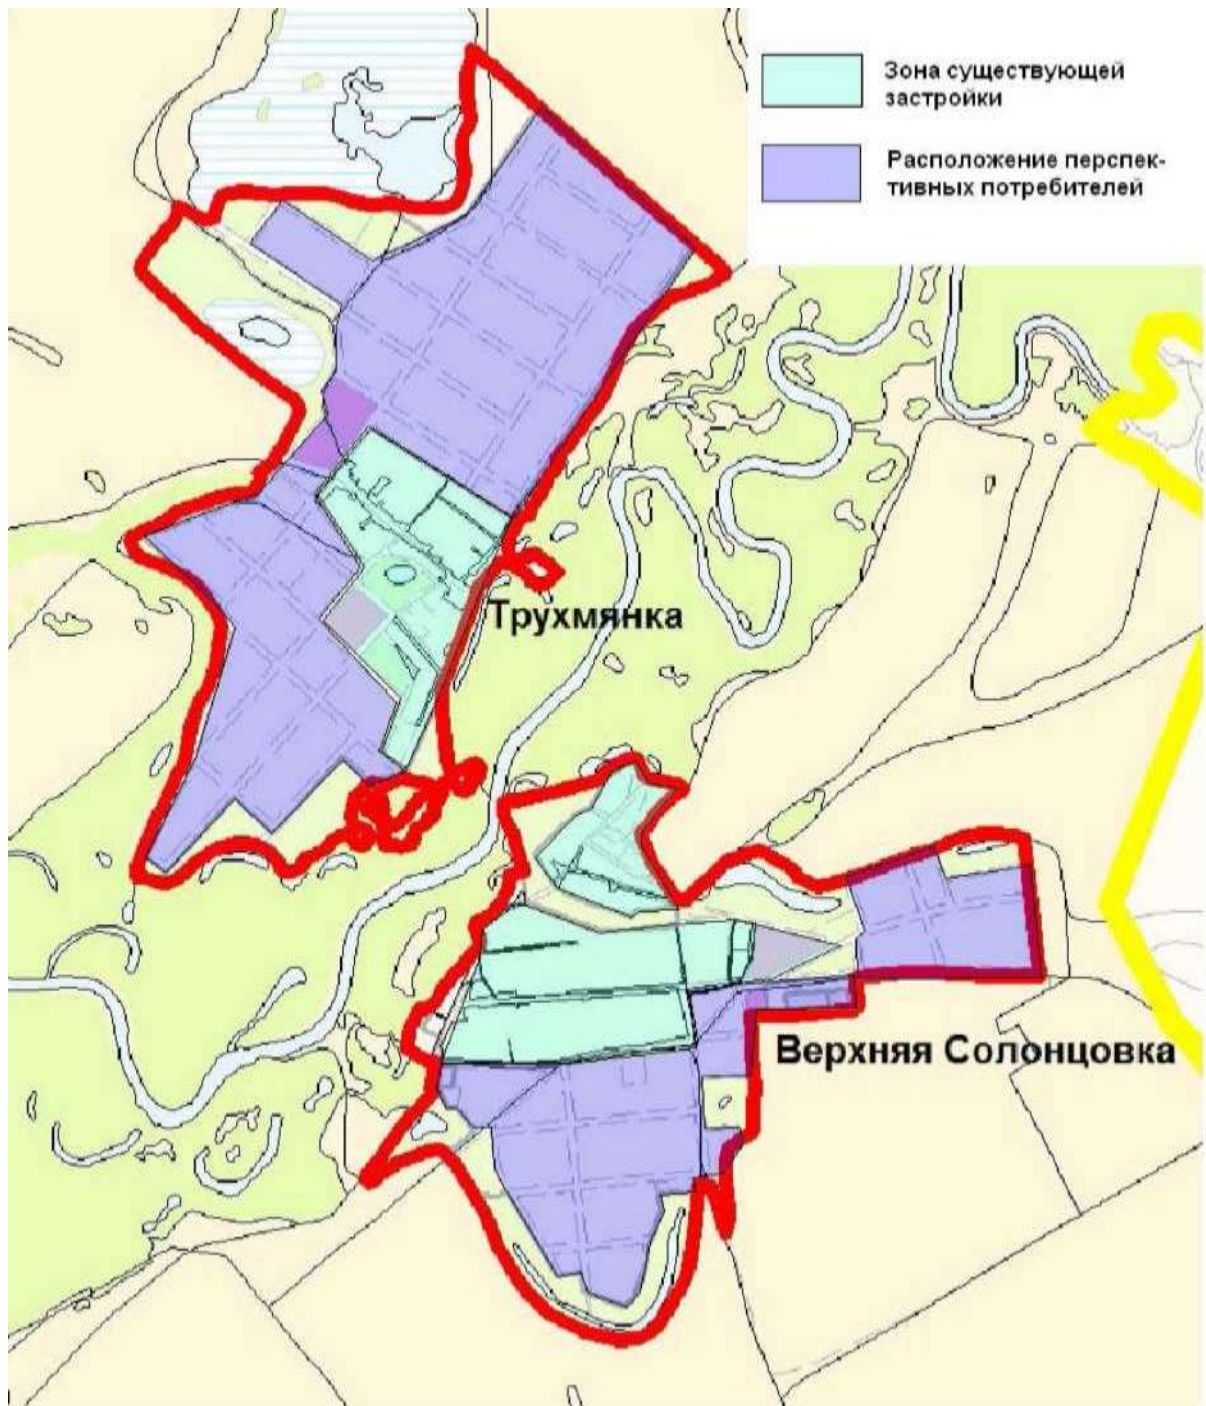 Зона существующей
застройки
Расположение перспек-
тивных потребителей
Трухмянка
Верхняя Солонцовка